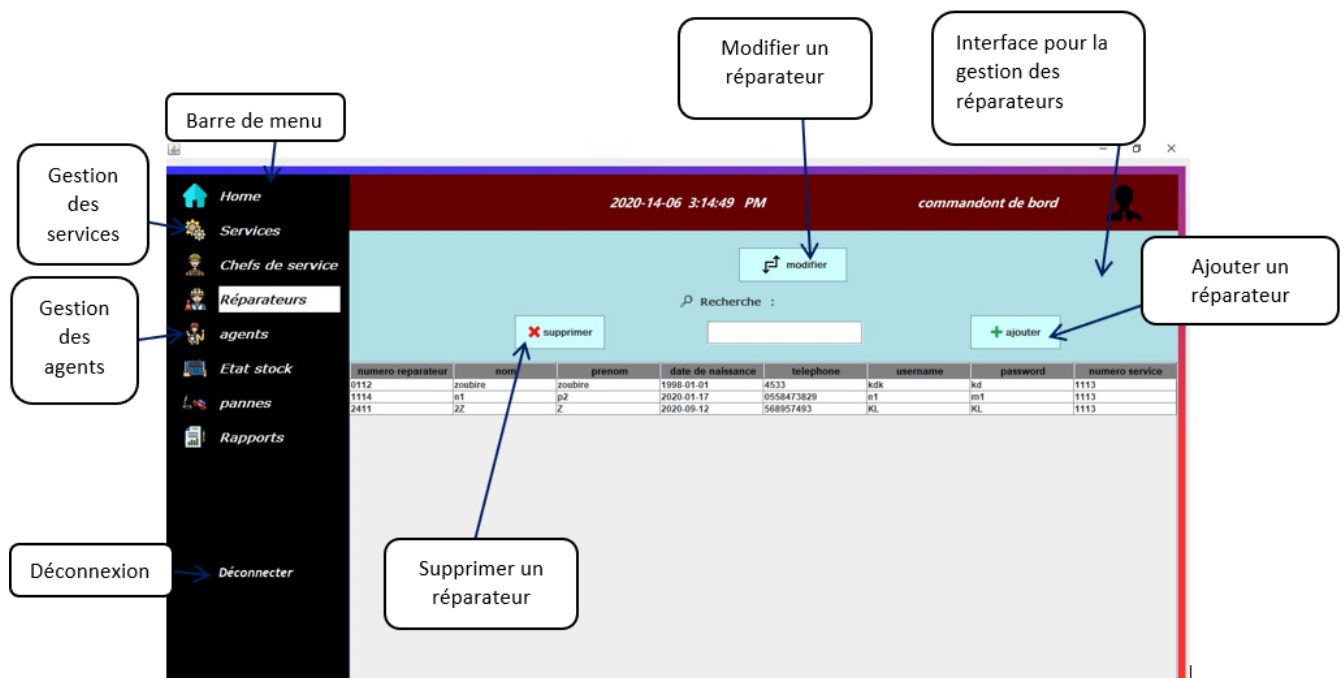 Modifier un
réparateur
Interface pour la
gestion des
réparateurs
Barre de menu
Gestion
des
services
Gestion
des
agents
Ajouter un
réparateur
Déconnexion
Supprimer un
réparateur
Home
Services
Chefs de service
Réparateurs
agents
Etat stock
pannes
Rapports
Déconnecter
2020-14-06 3:14:49 PM
commandont de bord
modifier
Recherche :
supprimer
ajouter
numero reparateur nom prenom date de naissance telephone username password numero service
0112 zoubire zoubire 1998-01-01 4533 kdk kd 1113
1114 n1 p2 2020-01-17 0558473829 n1 m1 1113
2411 2Z Z 2020-09-12 568957493 KL KL 1113